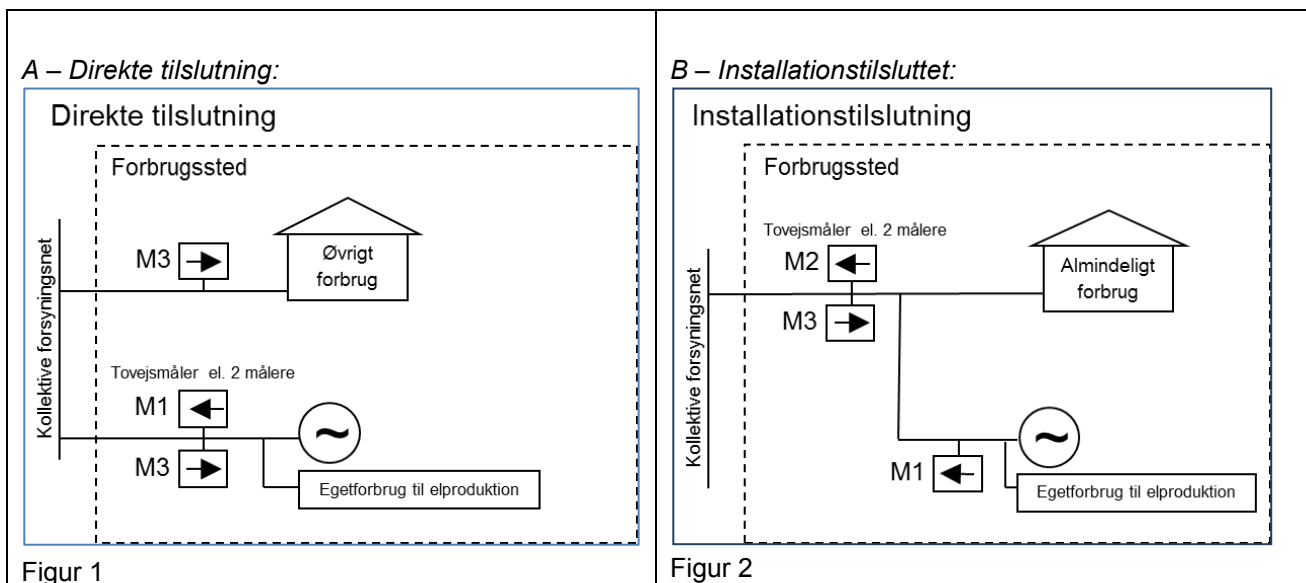 A – Direkte tilslutning:
Direkte tilslutning
Forbrugssted
Kollektive forsyningsnet
M3
Øvrigt
forbrug
Tovejsmåler el. 2 målere
M1
~
M3
Egetforbrug til elproduktion
Figur 1
B – Installationstilsluttet:
Installationstilslutning
Forbrugssted
Kollektive forsyningsnet
Tovejsmåler el. 2 målere
M2
M3
Almindeligt
forbrug
~
M1
Egetforbrug til elproduktion
Figur 2